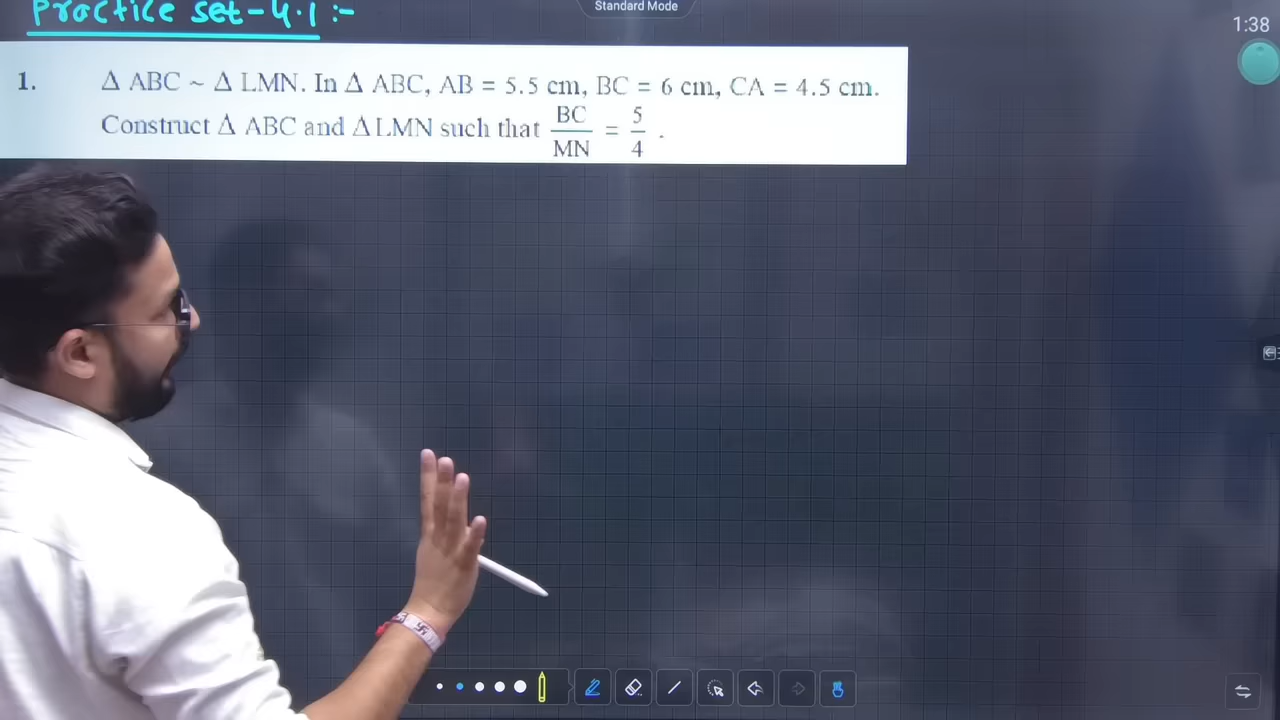 Standard Mode
Practice set-4.1 :-
1:38
1. Δ ABC ~ Δ LMN. In Δ ABC, AB = 5.5 cm, BC = 6 cm, CA = 4.5 cm.
Construct Δ ABC and Δ LMN such that BC/MN = 5/4 .